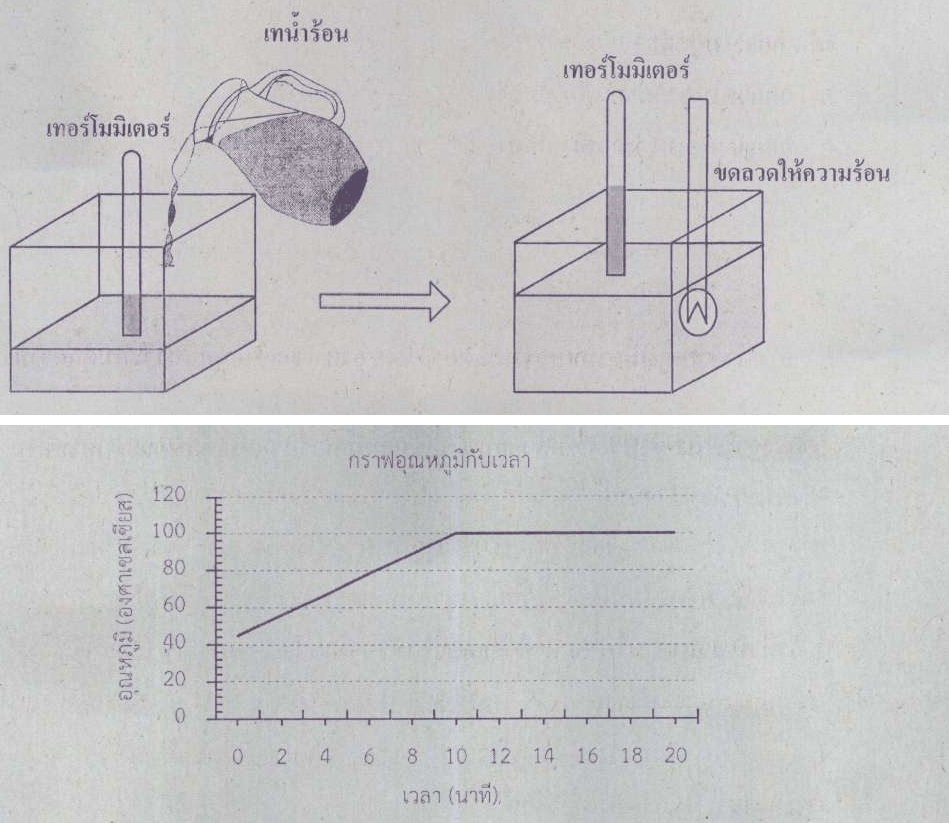 เทน้ำร้อน
เทอร์โมมิเตอร์
เทอร์โมมิเตอร์
ขดลวดให้ความร้อน
กราฟอุณหภูมิกับเวลา
อุณหภูมิ (องศาเซลเซียส)
120
100
80
60
40
20
0
0 2 4 6 8 10 12 14 16 18 20
เวลา (นาที)